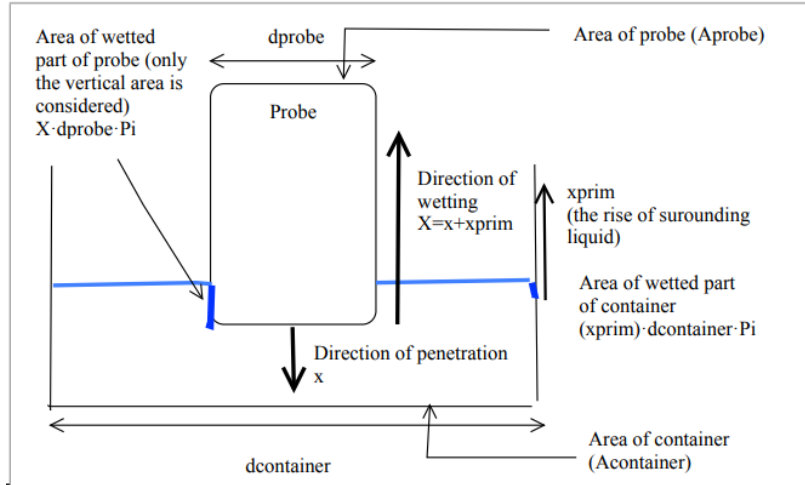 Area of wetted
part of probe (only
the vertical area is
considered)
X·dprobe·Pi
dprobe
Area of probe (Aprobe)
Probe
Direction of
wetting
X=x+xprim
xprim
(the rise of surounding
liquid)
Area of wetted part
of container
(xprim)·dcontainer·Pi
Direction of penetration
x
dcontainer
Area of container
(Acontainer)